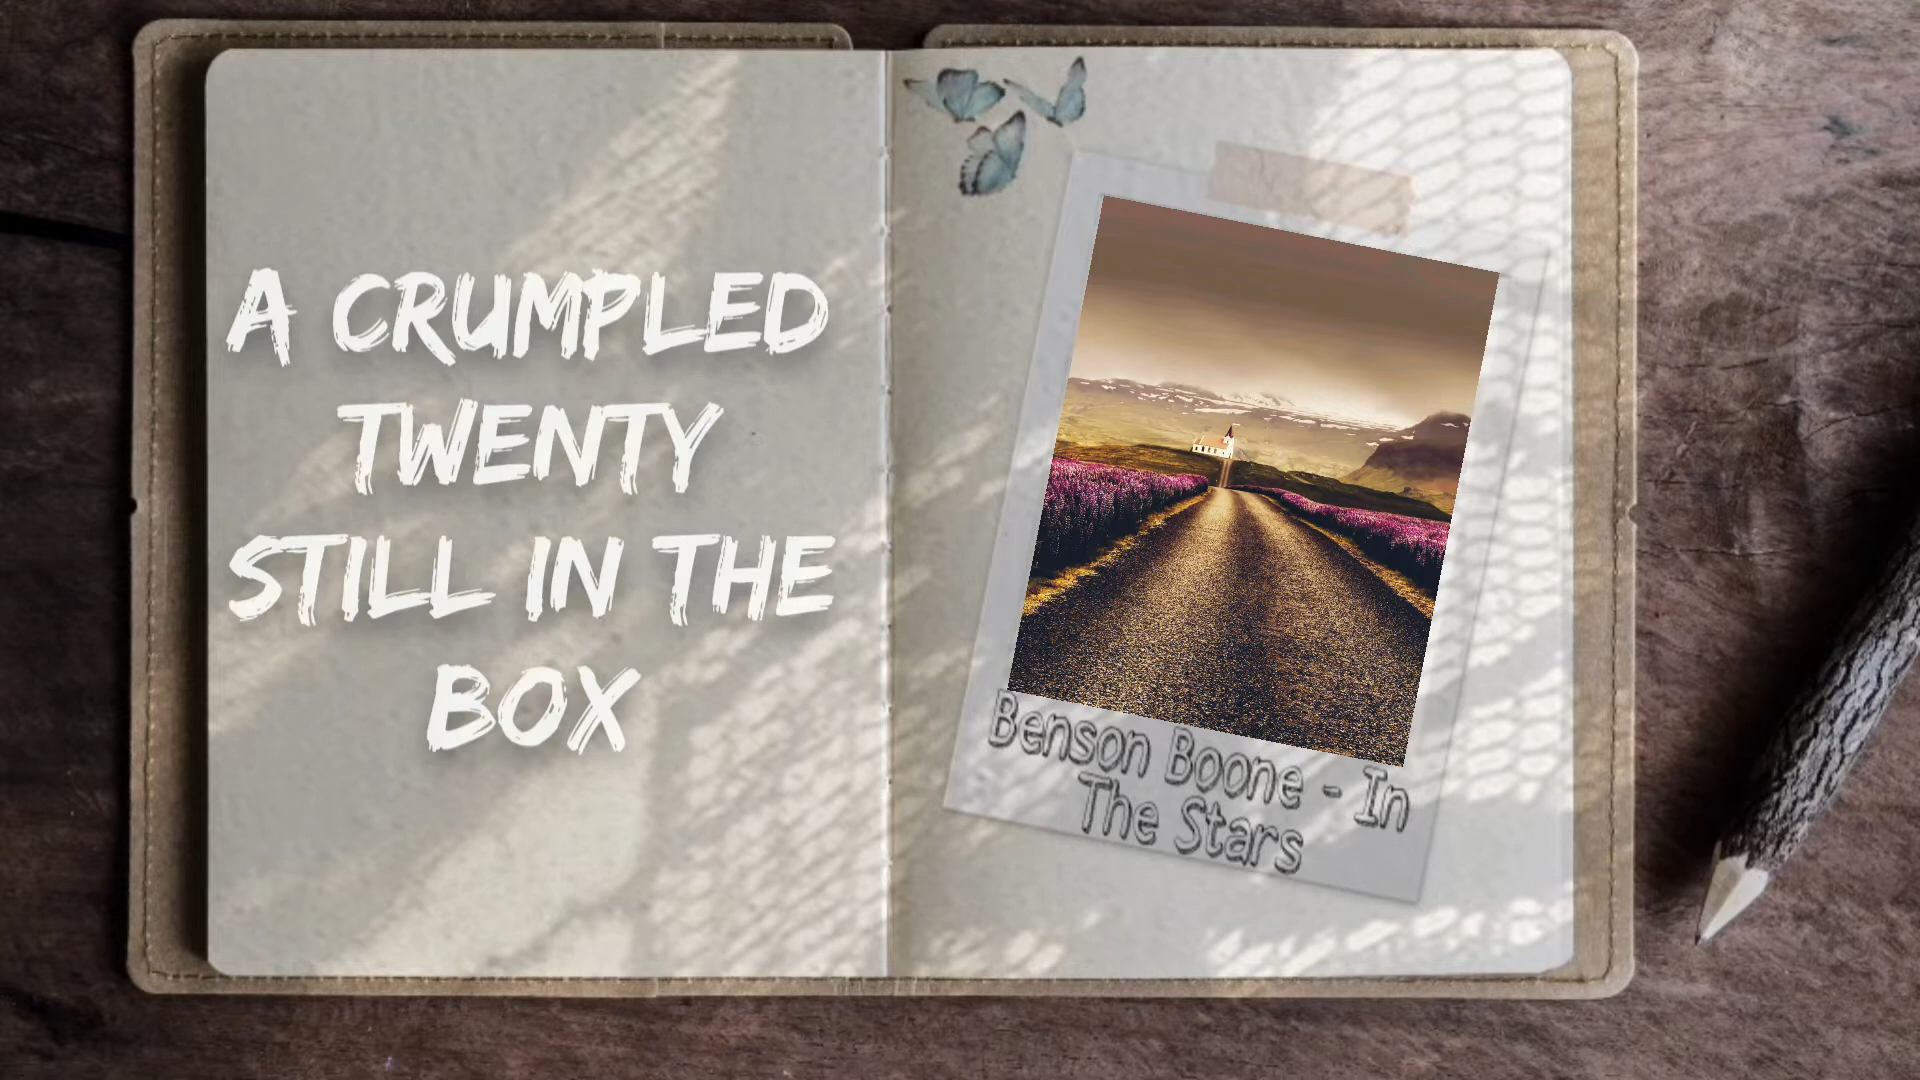 A CRUMPLED
TWENTY
STILL IN THE
BOX
Benson Boone - In
The Stars